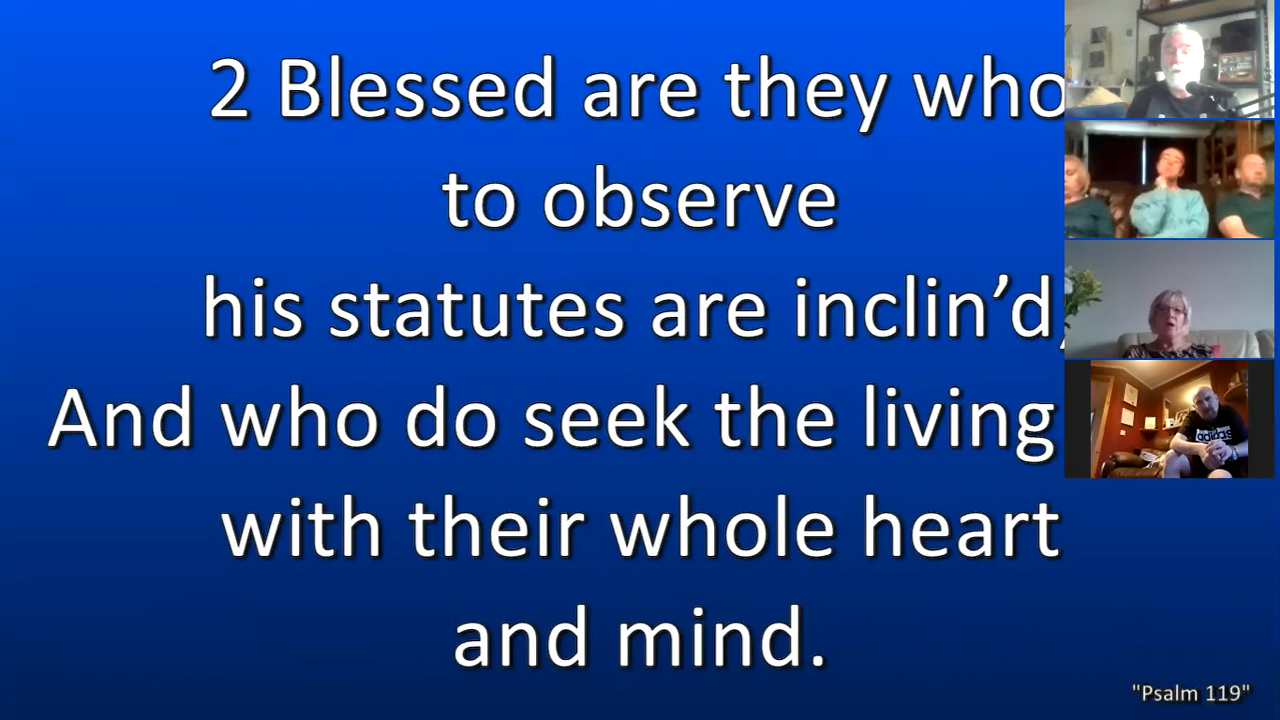 2 Blessed are they who
to observe
his statutes are inclin’d,
And who do seek the living
with their whole heart
and mind.
"Psalm 119"
adidas